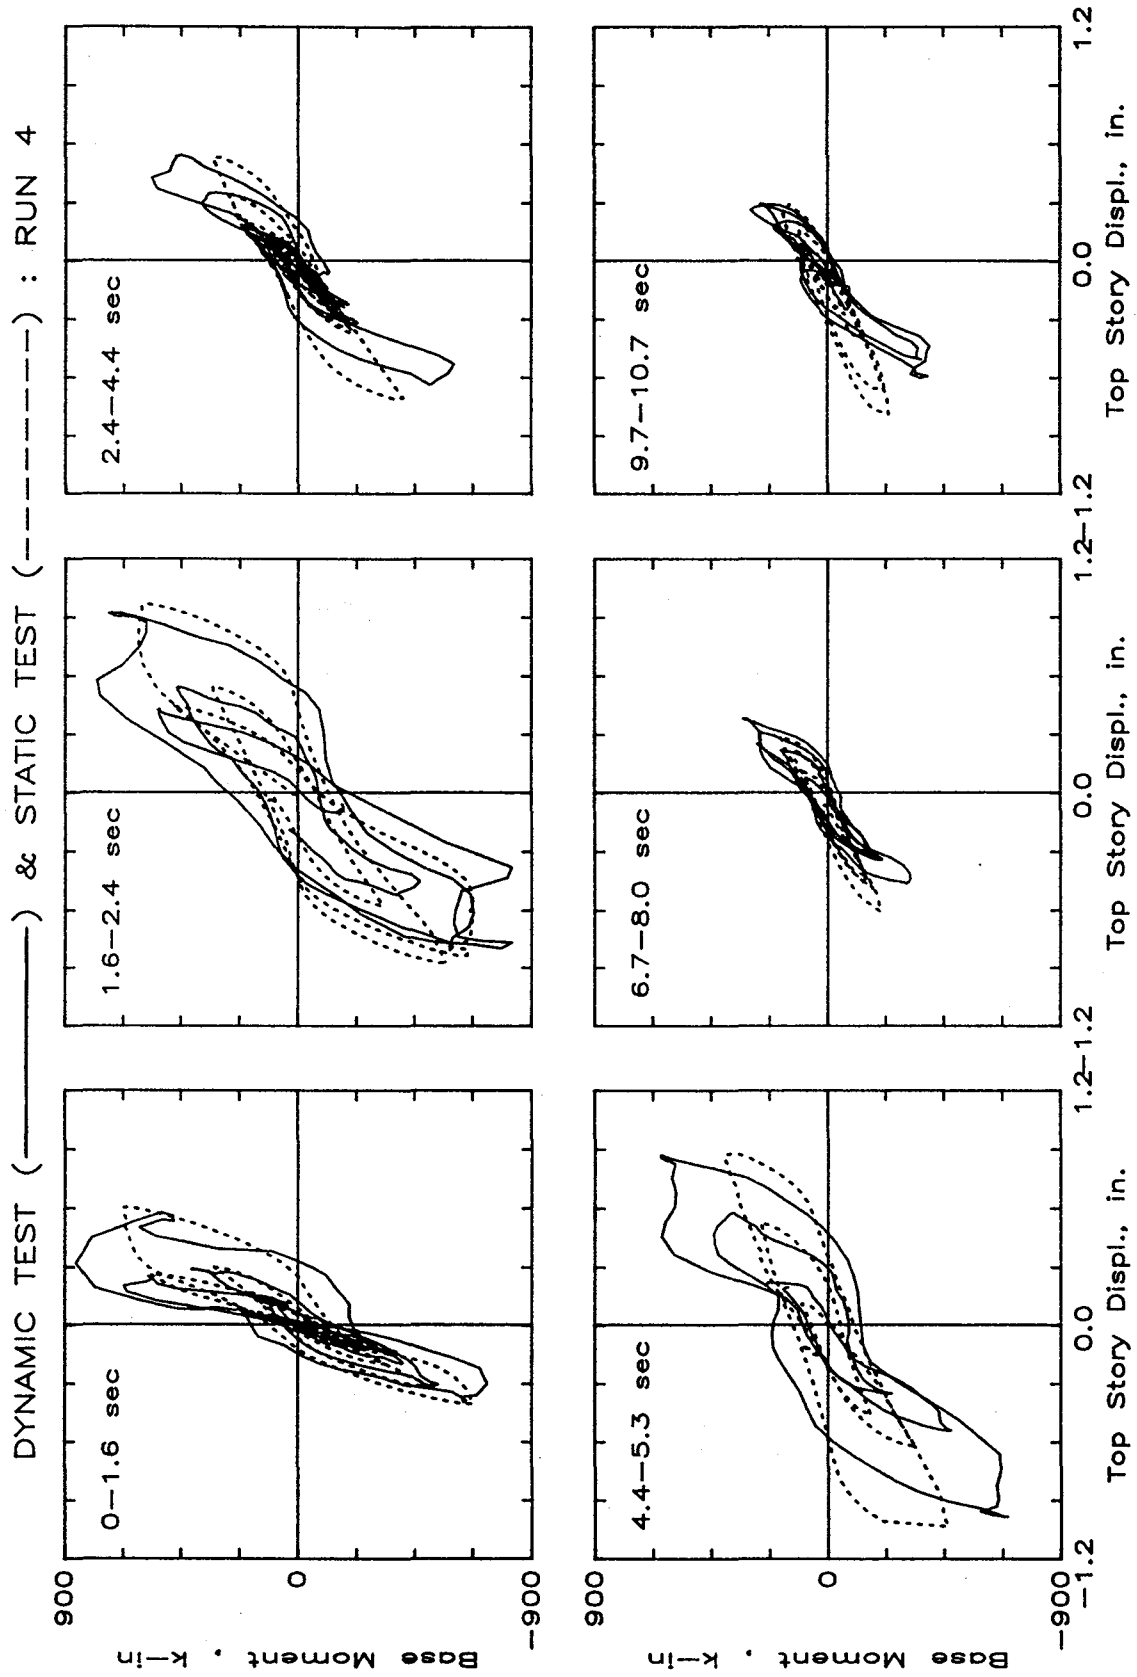 DYNAMIC TEST (————) & STATIC TEST (-------) : RUN 4
900
0
-900
Base Moment, k-in
0-1.6 sec
1.6-2.4 sec
2.4-4.4 sec
900
0
-900
Base Moment, k-in
4.4-5.3 sec
6.7-8.0 sec
9.7-10.7 sec
-1.2
0.0
1.2
-1.2
0.0
1.2
-1.2
0.0
1.2
Top Story Displ., in.
Top Story Displ., in.
Top Story Displ., in.